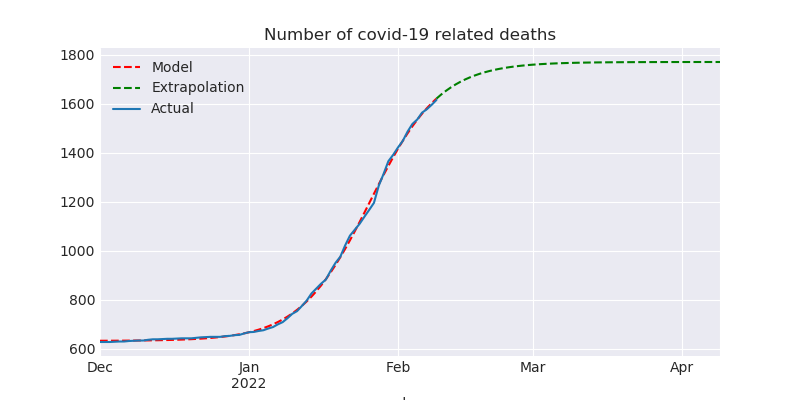 Number of covid-19 related deaths
1800
1600
1400
1200
1000
800
600
Model
Extrapolation
Actual
Dec
Jan
2022
Feb
Mar
Apr